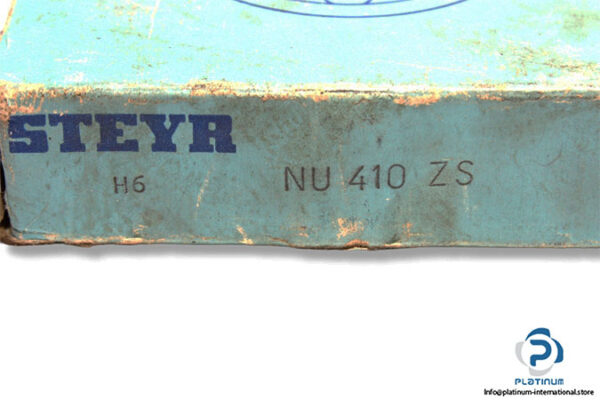 STEYR
H6
NU 410 ZS
PLATINUM
Info@platinum-international.store